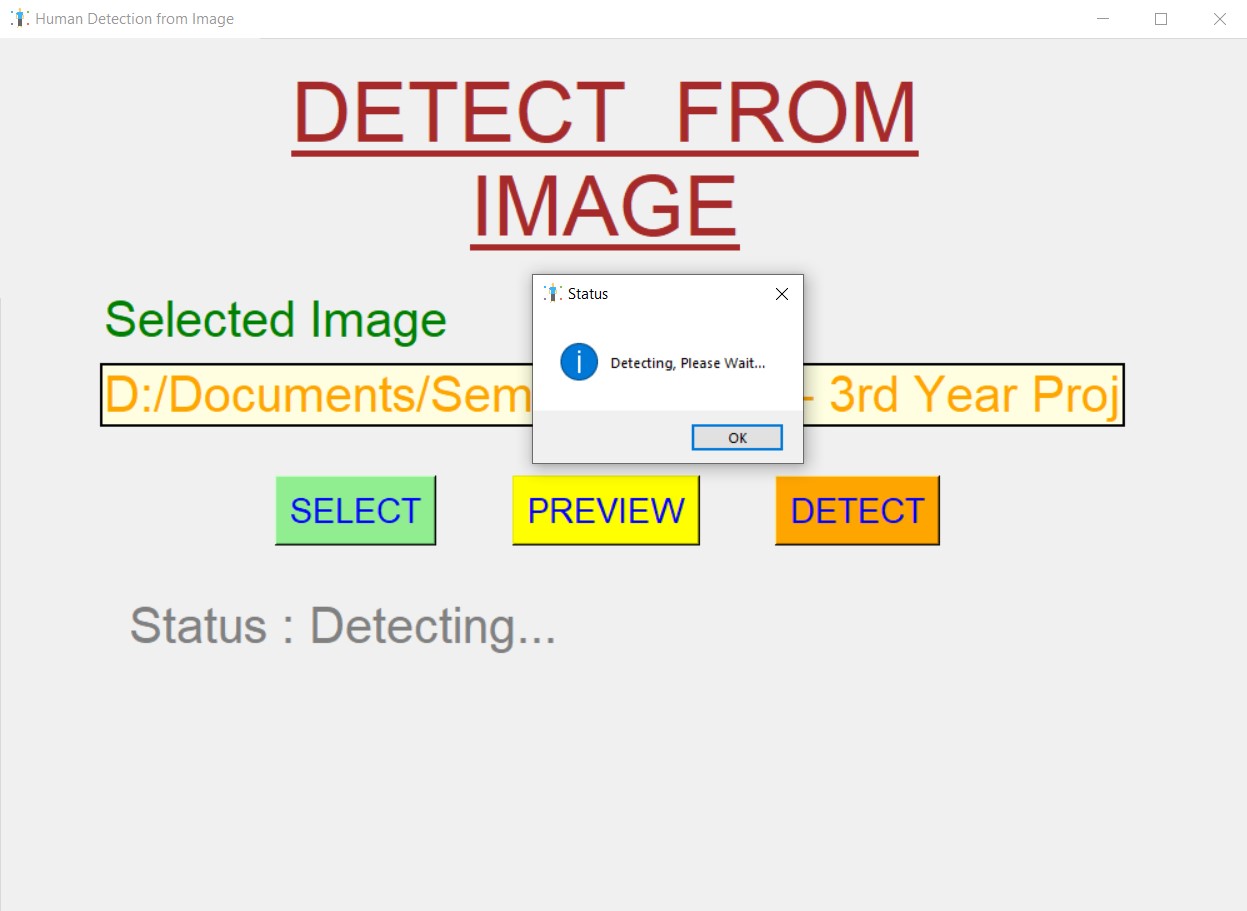 Human Detection from Image
DETECT FROM
IMAGE
Selected Image
Status
Detecting, Please Wait...
OK
D:/Documents/Sem - 3rd Year Proj
SELECT PREVIEW DETECT
Status : Detecting...